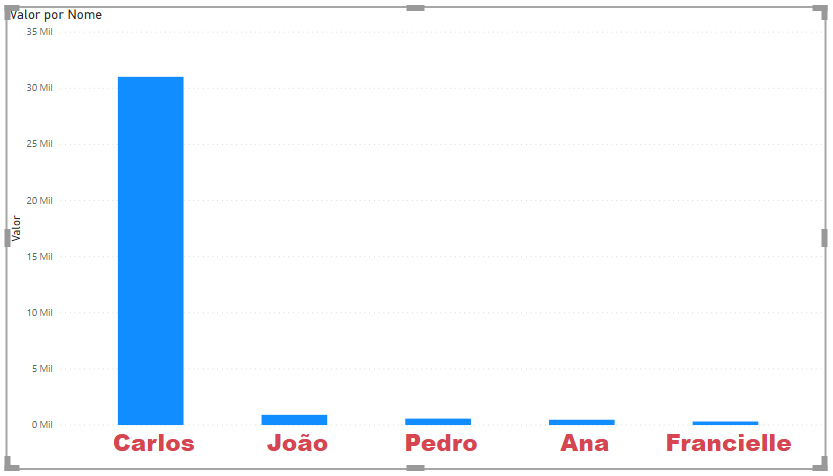 Valor por Nome
35 Mil
30 Mil
25 Mil
20 Mil
Valor
15 Mil
10 Mil
5 Mil
0 Mil
Carlos João Pedro Ana Francielle